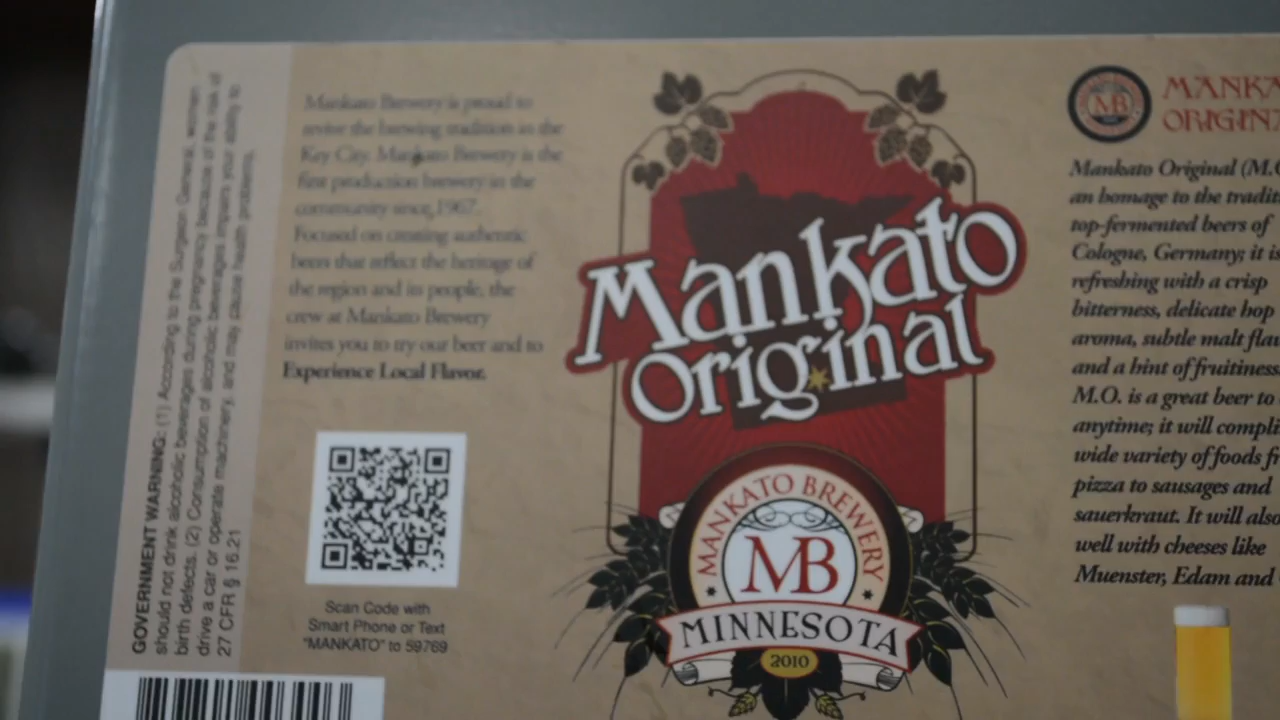 GOVERNMENT WARNING: (1) According to the Surgeon General, women
should not drink alcoholic beverages during pregnancy because of the risk of
birth defects. (2) Consumption of alcoholic beverages impairs your ability to
drive a car or operate machinery, and may cause health problems.
27 CFR § 16.21
Mankato Brewery is proud to
revive the brewing tradition in the
Key City. Mankato Brewery is the
first production brewery in the
community since 1967.
Focused on creating authentic
beers that reflect the heritage of
the region and its people, the
crew at Mankato Brewery
invites you to try our beer and to
Experience Local Flavor.
Scan Code with
Smart Phone or Text
"MANKATO" to 59769
Mankato
Original
MANKATO BREWERY
MB
MINNESOTA
2010
MB
MANKA
ORIGIN
Mankato Original (M.O
an homage to the tradit
top-fermented beers of
Cologne, Germany; it is
refreshing with a crisp
bitterness, delicate hop
aroma, subtle malt flav
and a hint of fruitiness.
M.O. is a great beer to
anytime; it will compli
wide variety of foods fr
pizza to sausages and
sauerkraut. It will also
well with cheeses like
Muenster, Edam and